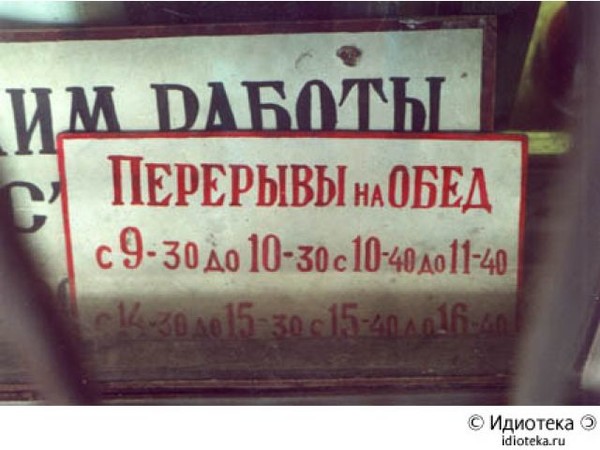 ИМ РАБОТЫ
С
ПЕРЕРЫВЫ НА ОБЕД
с 9-30 до 10-30 с 10-40 до 11-40
с 14-30 до 15-30 с 15-40 до 16-40
© Идиотека
idioteka.ru